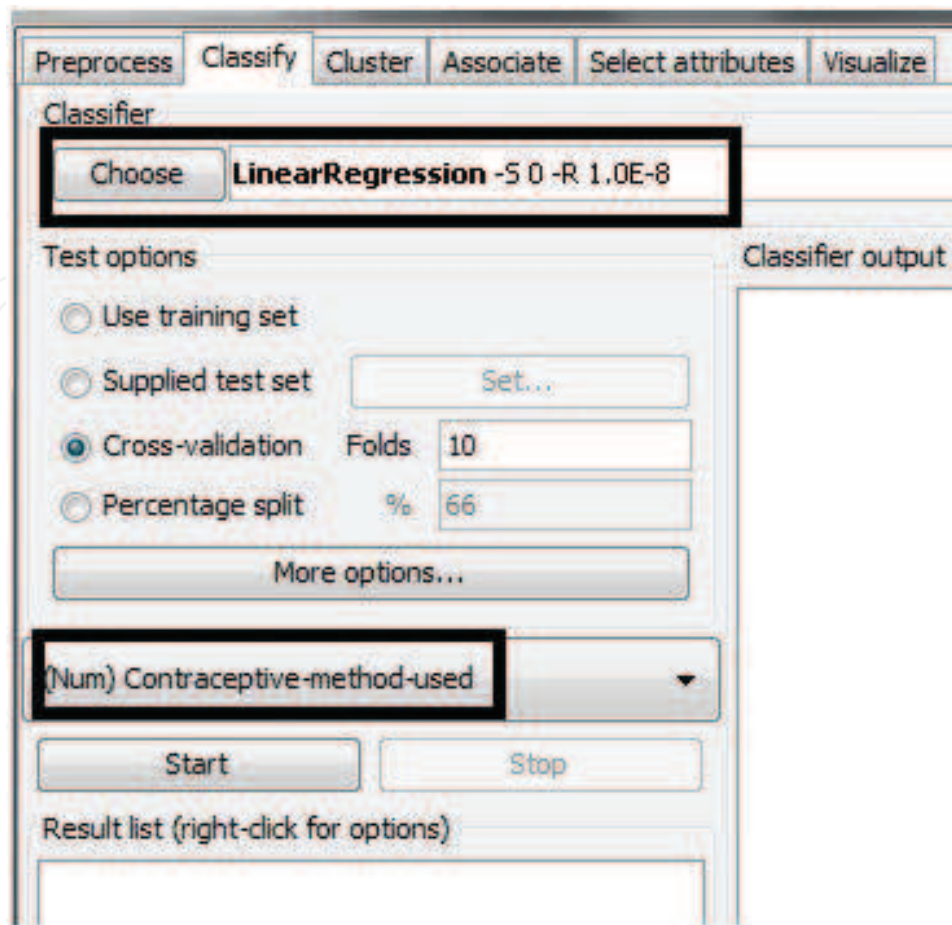 Preprocess Classify Cluster Associate Select attributes Visualize
Classifier
Choose LinearRegression -S 0 -R 1.0E-8
Test options
Classifier output
Use training set
Supplied test set Set...
Cross-validation Folds 10
Percentage split % 66
More options...
(Num) Contraceptive-method-used
Start Stop
Result list (right-click for options)